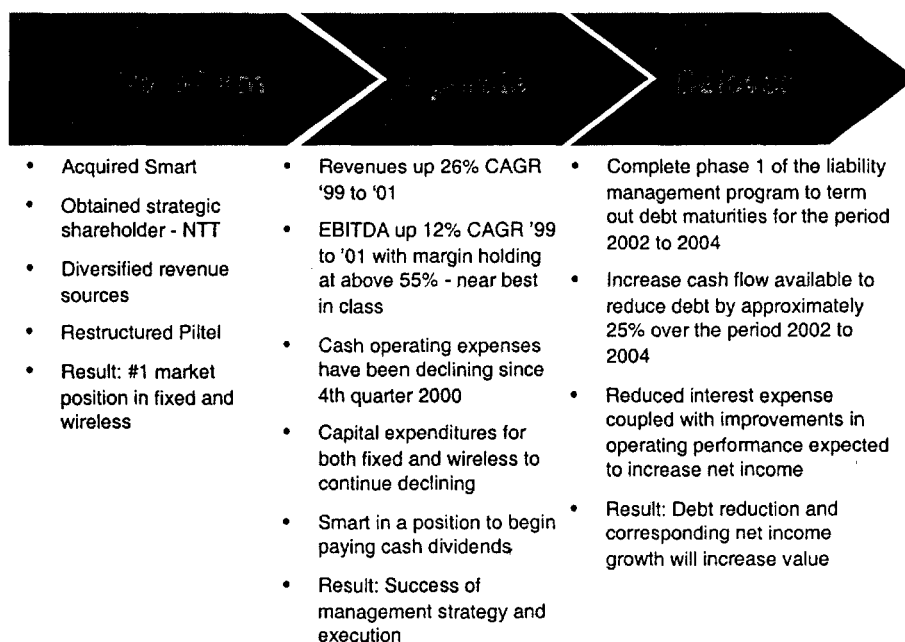 • Acquired Smart
• Obtained strategic
shareholder - NTT
• Diversified revenue
sources
• Restructured Piltel
• Result: #1 market
position in fixed and
wireless
• Revenues up 26% CAGR
'99 to '01
• EBITDA up 12% CAGR '99
to '01 with margin holding
at above 55% - near best
in class
• Cash operating expenses
have been declining since
4th quarter 2000
• Capital expenditures for
both fixed and wireless to
continue declining
• Smart in a position to begin
paying cash dividends
• Result: Success of
management strategy and
execution
• Complete phase 1 of the liability
management program to term
out debt maturities for the period
2002 to 2004
• Increase cash flow available to
reduce debt by approximately
25% over the period 2002 to
2004
• Reduced interest expense
coupled with improvements in
operating performance expected
to increase net income
• Result: Debt reduction and
corresponding net income
growth will increase value